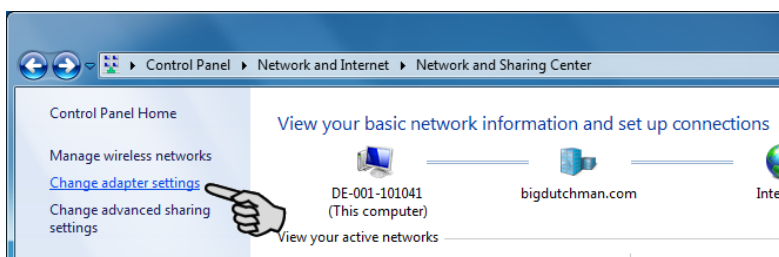 Control Panel ▸ Network and Internet ▸ Network and Sharing Center
Control Panel Home
Manage wireless networks
Change adapter settings
Change advanced sharing
settings
View your basic network information and set up connections
DE-001-101041
(This computer)
bigdutchman.com
View your active networks